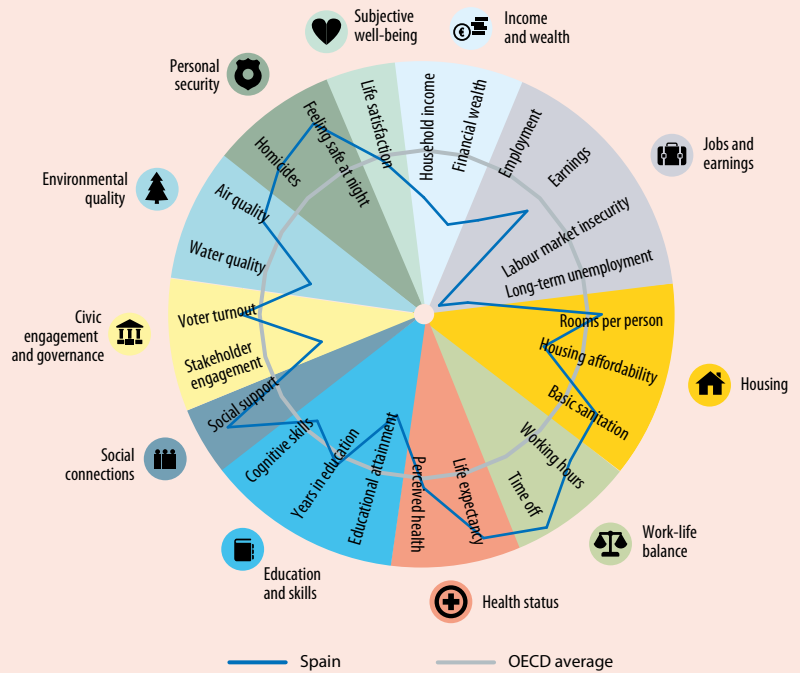 Subjective
well-being
Income
and wealth
Personal
security
Jobs and
earnings
Environmental
quality
Civic
engagement
and governance
Housing
Social
connections
Work-life
balance
Education
and skills
Health status
Life satisfaction
Household income
Financial wealth
Employment
Earnings
Labour market insecurity
Long-term unemployment
Rooms per person
Housing affordability
Basic sanitation
Working hours
Time off
Life expectancy
Perceived health
Educational attainment
Years in education
Cognitive skills
Social support
Stakeholder
engagement
Voter turnout
Water quality
Air quality
Homicides
Feeling safe at night
€
Spain
OECD average